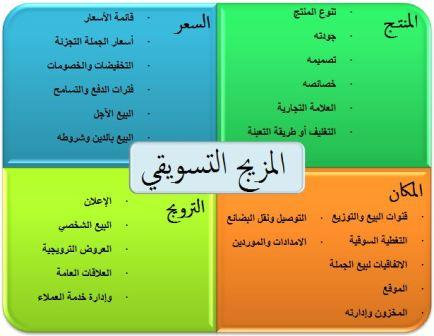 المنتج
تنوع المنتج
جودته
تصميمه
خصائصه
العلامة التجارية
التغليف أو طريقة التعبئة
السعر
قائمة الأسعار
أسعار الجملة التجزئة
التخفيضات والخصومات
فترات الدفع والتسامح
البيع الآجل
البيع بالدين وشروطه
المزيج التسويقي
المكان
قنوات البيع والتوزيع
التغطية السوقية
الاتفاقيات لبيع الجملة
الموقع
المخزون وإدارته
التوصيل ونقل البضائع
الامدادات والموردين
الترويج
الإعلان
البيع الشخصي
العروض الترويجية
العلاقات العامة
وإدارة خدمة العملاء